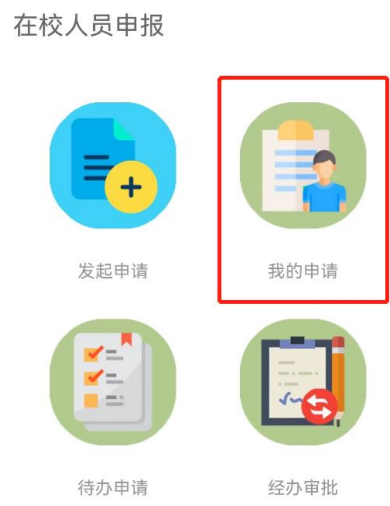 在校人员申报
发起申请
我的申请
待办申请
经办审批